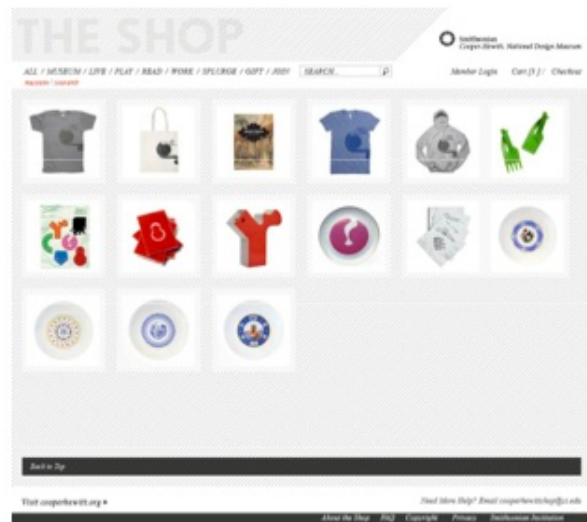 THE SHOP
Smithsonian
Cooper-Hewitt, National Design Museum
ALL / MUSEUM / LIVE / PLAY / READ / WORK / SPLURGE / GIFT / JOIN!
SEARCH...
Member Login Cart [1] / Checkout
Back to Top
Visit cooperhewitt.org
Need More Help? Email cooperhewittshop@si.edu
About the Shop FAQ Copyright Privacy Smithsonian Institution